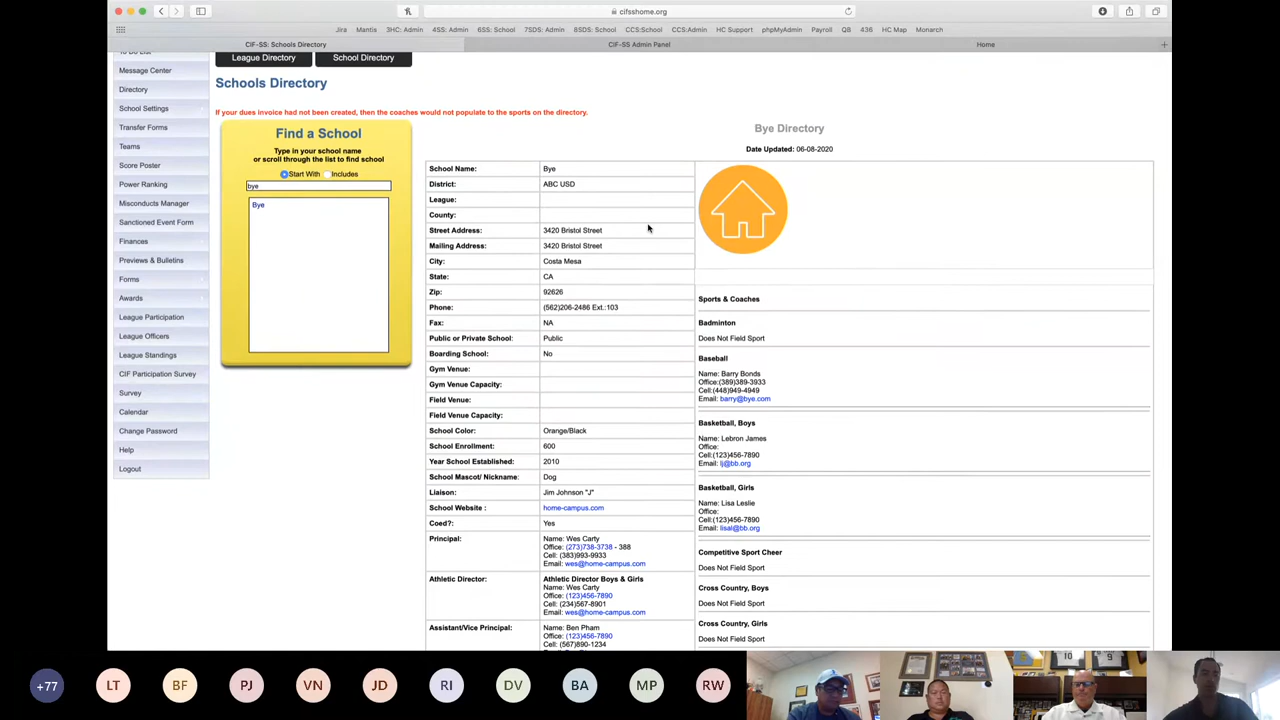 cifsshome.org
Jira Mantis 3HC: Admin 4SS: Admin 6SS: School 7SDS: Admin 8SDS: School CCS:School CCS:Admin HC Support phpMyAdmin Payroll QB 436 HC Map Monarch
CIF-SS: Schools Directory CIF-SS Admin Panel Home
Message Center
Directory
School Settings
Transfer Forms
Teams
Score Poster
Power Ranking
Misconducts Manager
Sanctioned Event Form
Finances
Previews & Bulletins
Forms
Awards
League Participation
League Officers
League Standings
CIF Participation Survey
Survey
Calendar
Change Password
Help
Logout
League Directory School Directory
Schools Directory
If your dues invoice had not been created, then the coaches would not populate to the sports on the directory.
Find a School
Type in your school name
or scroll through the list to find school
Start With Includes
bye
Bye
Bye Directory
Date Updated: 06-08-2020
School Name: Bye
District: ABC USD
League:
County:
Street Address: 3420 Bristol Street
Mailing Address: 3420 Bristol Street
City: Costa Mesa
State: CA
Zip: 92626
Phone: (562)206-2486 Ext.:103
Fax: NA
Public or Private School: Public
Boarding School: No
Gym Venue:
Gym Venue Capacity:
Field Venue:
Field Venue Capacity:
School Color: Orange/Black
School Enrollment: 600
Year School Established: 2010
School Mascot/ Nickname: Dog
Liaison: Jim Johnson "J"
School Website : home-campus.com
Coed?: Yes
Principal: Name: Wes Carty
Office: (273)738-3738 - 388
Cell: (383)993-9933
Email: wes@home-campus.com
Athletic Director: Athletic Director Boys & Girls
Name: Wes Carty
Office: (123)456-7890
Cell: (234)567-8901
Email: wes@home-campus.com
Assistant/Vice Principal: Name: Ben Pham
Office: (123)456-7890
Cell: (567)890-1234
Sports & Coaches
Badminton
Does Not Field Sport
Baseball
Name: Barry Bonds
Office:(389)389-3933
Cell:(448)949-4949
Email: barry@bye.com
Basketball, Boys
Name: Lebron James
Office:
Cell:(123)456-7890
Email: lj@bb.org
Basketball, Girls
Name: Lisa Leslie
Office:
Cell:(123)456-7890
Email: lisal@bb.org
Competitive Sport Cheer
Does Not Field Sport
Cross Country, Boys
Does Not Field Sport
Cross Country, Girls
Does Not Field Sport
+77 LT BF PJ VN JD RI DV BA MP RW
10 9